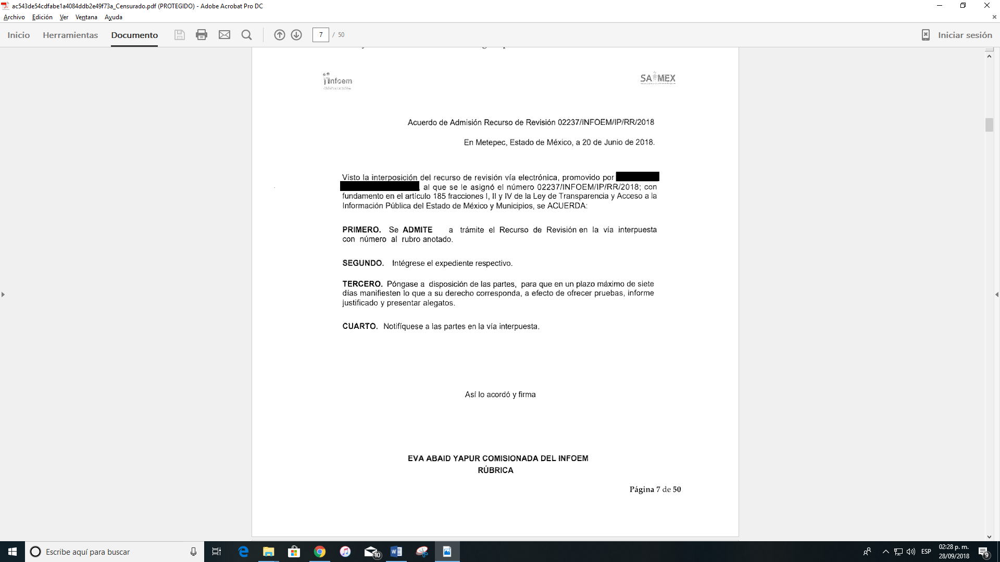 ac543de54cdfabe1a4084ddb2e49f73a_Censurado.pdf (PROTEGIDO) - Adobe Acrobat Pro DC
Archivo Edición Ver Ventana Ayuda
Inicio Herramientas Documento 7 / 50 Iniciar sesión
infoem SAIMEX
Acuerdo de Admisión Recurso de Revisión 02237/INFOEM/IP/RR/2018
En Metepec, Estado de México, a 20 de Junio de 2018.
Visto la interposición del recurso de revisión vía electrónica, promovido por
al que se le asignó el número 02237/INFOEM/IP/RR/2018; con
fundamento en el artículo 185 fracciones I, II y IV de la Ley de Transparencia y Acceso a la
Información Pública del Estado de México y Municipios, se ACUERDA:
PRIMERO. Se ADMITE a trámite el Recurso de Revisión en la vía interpuesta
con número al rubro anotado.
SEGUNDO. Intégrese el expediente respectivo.
TERCERO. Póngase a disposición de las partes, para que en un plazo máximo de siete
días manifiesten lo que a su derecho corresponda, a efecto de ofrecer pruebas, informe
justificado y presentar alegatos.
CUARTO. Notifíquese a las partes en la vía interpuesta.
Así lo acordó y firma
EVA ABAID YAPUR COMISIONADA DEL INFOEM
RÚBRICA
Página 7 de 50
Escribe aquí para buscar
10
ESP
02:28 p. m.
28/09/2018
9